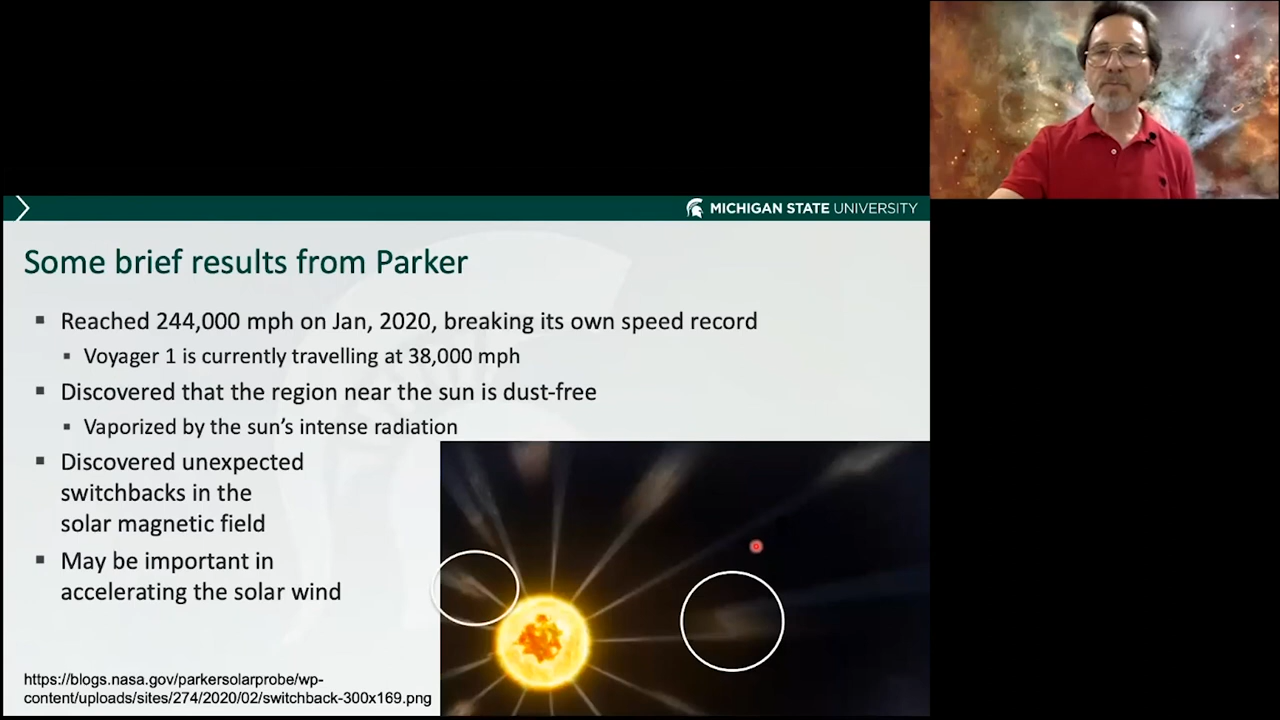 MICHIGAN STATE UNIVERSITY
Some brief results from Parker
Reached 244,000 mph on Jan, 2020, breaking its own speed record
Voyager 1 is currently travelling at 38,000 mph
Discovered that the region near the sun is dust-free
Vaporized by the sun's intense radiation
Discovered unexpected
switchbacks in the
solar magnetic field
May be important in
accelerating the solar wind
https://blogs.nasa.gov/parkersolarprobe/wp-
content/uploads/sites/274/2020/02/switchback-300x169.png